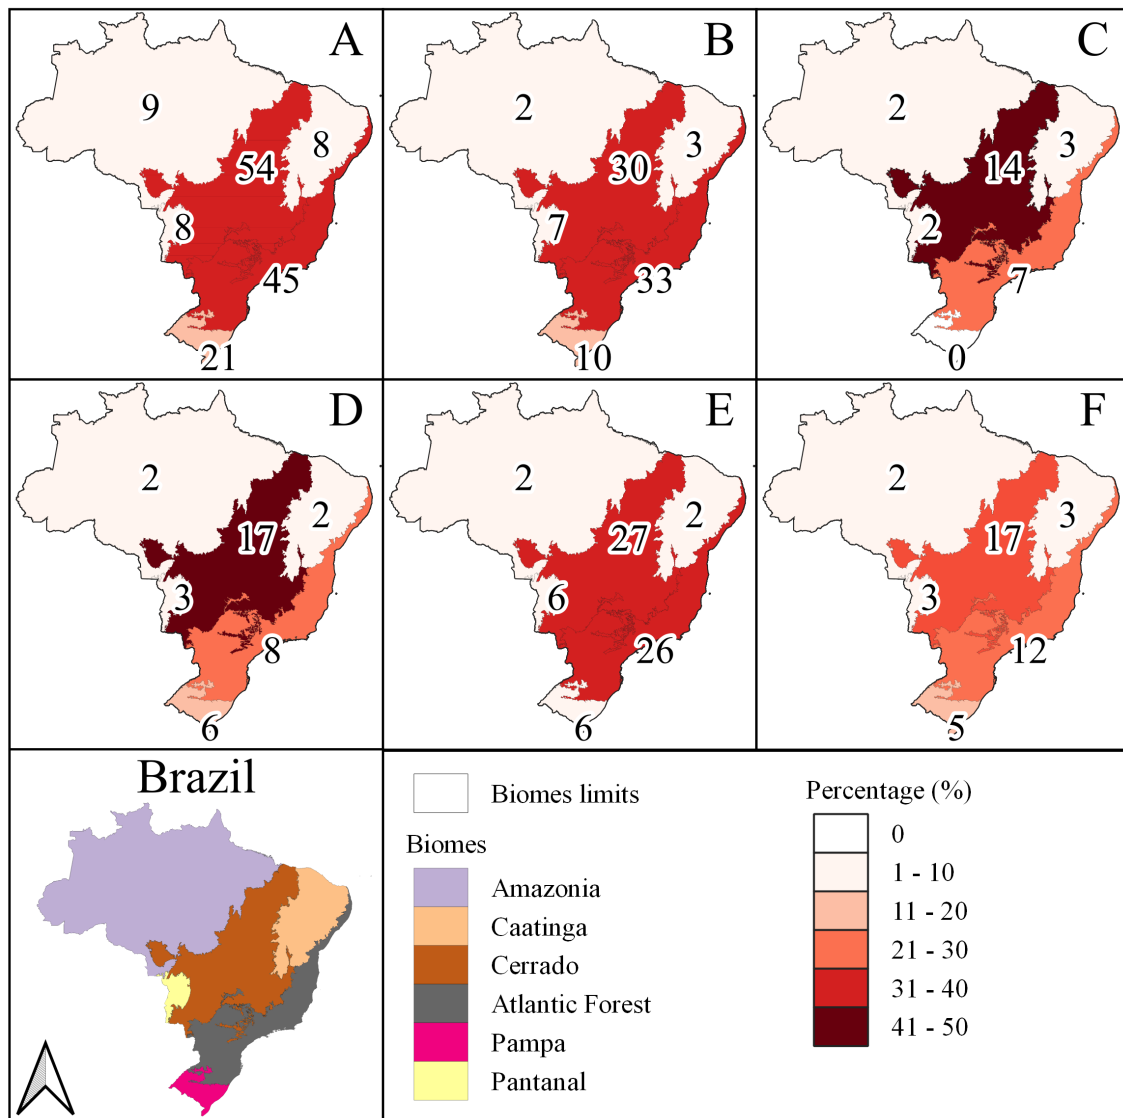 A
9
8
54
8
45
21
B
2
3
30
7
33
10
C
2
3
14
2
7
0
D
2
2
17
3
8
6
E
2
2
27
6
26
6
F
2
3
17
3
12
5
Brazil
Biomes limits
Biomes
Amazonia
Caatinga
Cerrado
Atlantic Forest
Pampa
Pantanal
Percentage (%)
0
1 - 10
11 - 20
21 - 30
31 - 40
41 - 50